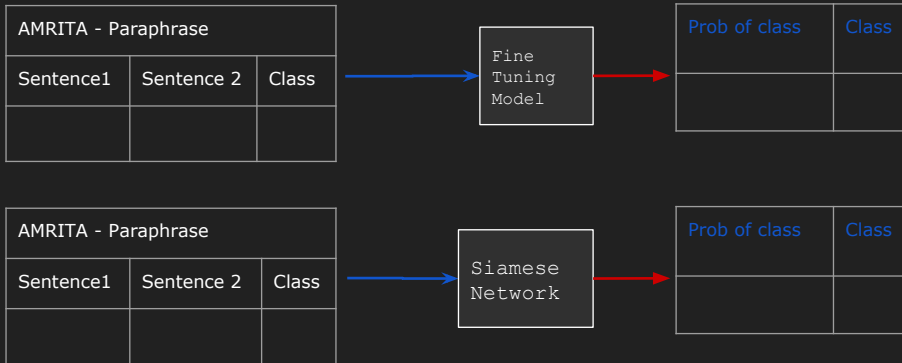 AMRITA - Paraphrase
Sentence1 Sentence 2 Class
Fine
Tuning
Model
Prob of class Class
AMRITA - Paraphrase
Sentence1 Sentence 2 Class
Siamese
Network
Prob of class Class